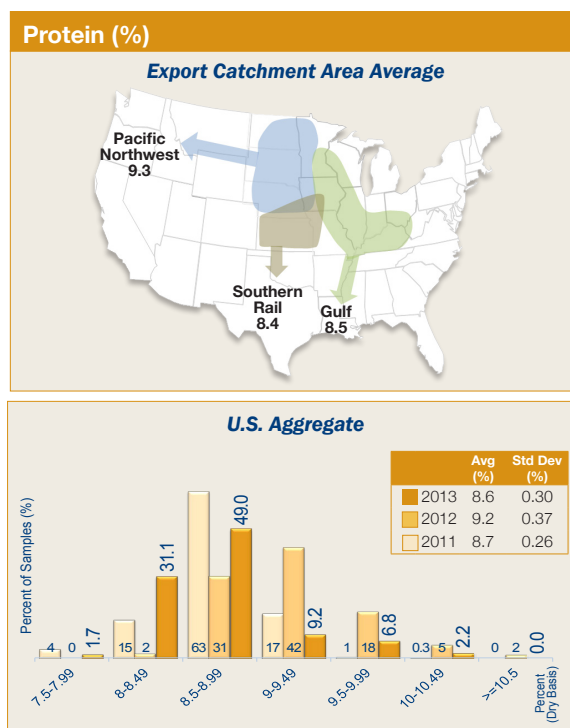 Protein (%)
Export Catchment Area Average
Pacific
Northwest
9.3
Southern
Rail
8.4
Gulf
8.5
U.S. Aggregate
Avg
(%)
Std Dev
(%)
2013 8.6 0.30
2012 9.2 0.37
2011 8.7 0.26
Percent of Samples (%)
4 0 1.7
15 2 31.1
63 31 49.0
17 42 9.2
1 18 6.8
0.3 5 2.2
0 2 0.0
7.5-7.99
8-8.49
8.5-8.99
9-9.49
9.5-9.99
10-10.49
>=10.5
Percent
(Dry Basis)